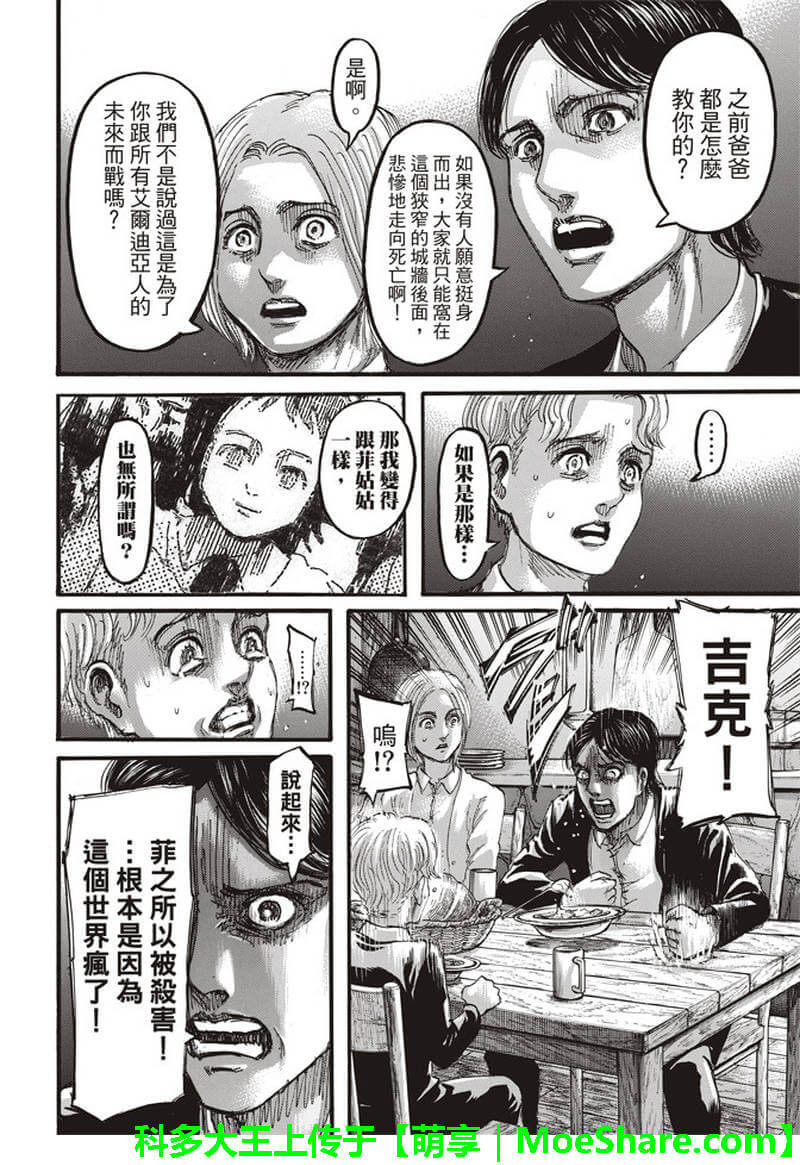 之前爸爸
都是怎麼
教你的？
如果沒有人願意挺身
而出，大家就只能窩在
這個狹窄的城牆後面，
悲慘地走向死亡啊！
是啊。
我們不是說過這是為了
你跟所有艾爾迪亞人的
未來而戰嗎？
……
如果是那樣…
那我變得
跟菲姑姑
一樣，
也無所謂嗎？
吉克！
嗚!?
……!?
說起來…
菲之所以被殺害！
…根本是因為
這個世界瘋了！
科多大王上传于【萌享 | MoeShare.com】